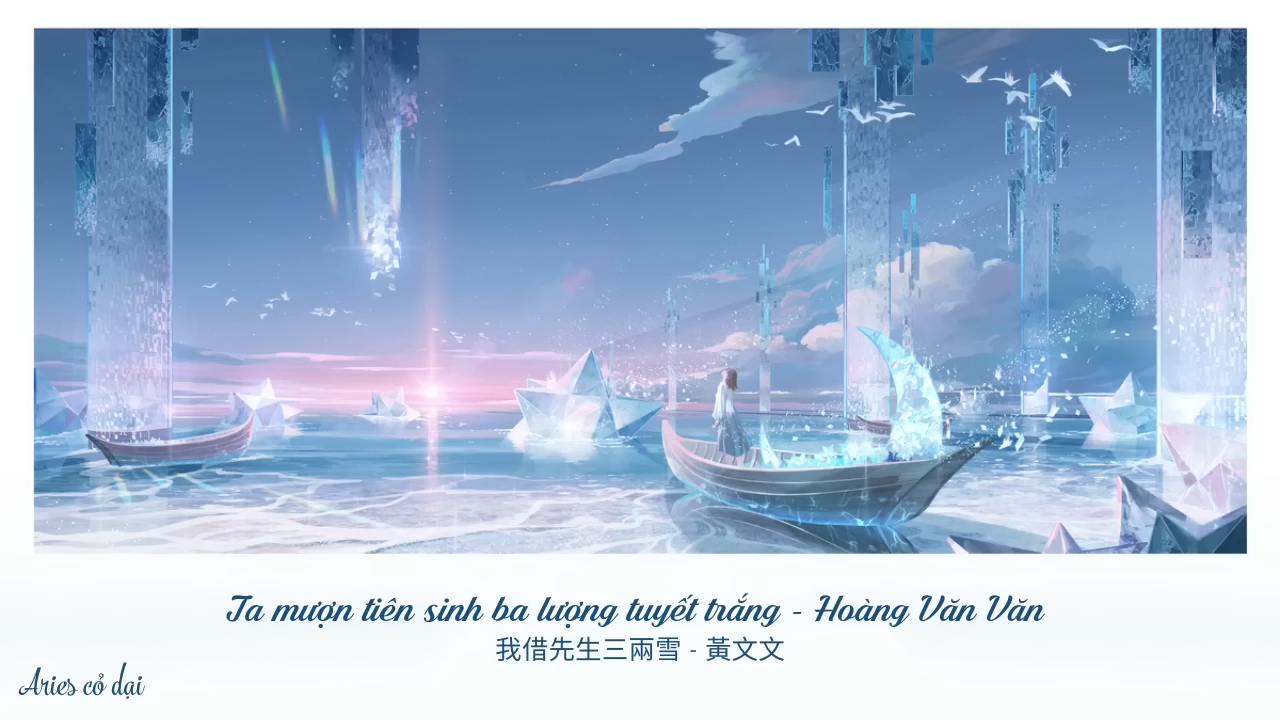 Ta mượn tiên sinh ba lượng tuyết trắng - Hoàng Văn Văn
我借先生三兩雪 - 黃文文
Aries cỏ dại